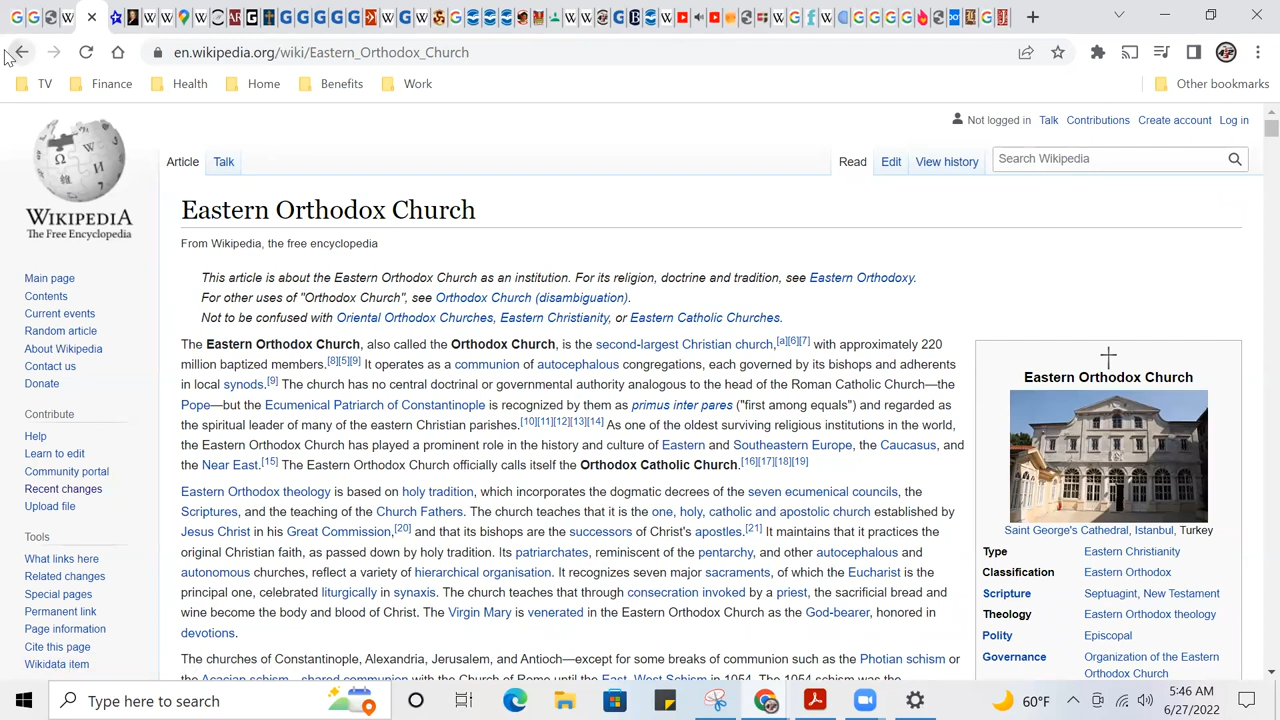 en.wikipedia.org/wiki/Eastern_Orthodox_Church
TV Finance Health Home Benefits Work Other bookmarks
Not logged in Talk Contributions Create account Log in
Article Talk Read Edit View history Search Wikipedia
WIKIPEDIA
The Free Encyclopedia
Main page
Contents
Current events
Random article
About Wikipedia
Contact us
Donate
Contribute
Help
Learn to edit
Community portal
Recent changes
Upload file
Tools
What links here
Related changes
Special pages
Permanent link
Page information
Cite this page
Wikidata item
Eastern Orthodox Church
From Wikipedia, the free encyclopedia
This article is about the Eastern Orthodox Church as an institution. For its religion, doctrine and tradition, see Eastern Orthodoxy.
For other uses of "Orthodox Church", see Orthodox Church (disambiguation).
Not to be confused with Oriental Orthodox Churches, Eastern Christianity, or Eastern Catholic Churches.
The Eastern Orthodox Church, also called the Orthodox Church, is the second-largest Christian church,[a][6][7] with approximately 220
million baptized members.[8][5][9] It operates as a communion of autocephalous congregations, each governed by its bishops and adherents
in local synods.[9] The church has no central doctrinal or governmental authority analogous to the head of the Roman Catholic Church—the
Pope—but the Ecumenical Patriarch of Constantinople is recognized by them as primus inter pares ("first among equals") and regarded as
the spiritual leader of many of the eastern Christian parishes.[10][11][12][13][14] As one of the oldest surviving religious institutions in the world,
the Eastern Orthodox Church has played a prominent role in the history and culture of Eastern and Southeastern Europe, the Caucasus, and
the Near East.[15] The Eastern Orthodox Church officially calls itself the Orthodox Catholic Church.[16][17][18][19]
Eastern Orthodox theology is based on holy tradition, which incorporates the dogmatic decrees of the seven ecumenical councils, the
Scriptures, and the teaching of the Church Fathers. The church teaches that it is the one, holy, catholic and apostolic church established by
Jesus Christ in his Great Commission,[20] and that its bishops are the successors of Christ's apostles.[21] It maintains that it practices the
original Christian faith, as passed down by holy tradition. Its patriarchates, reminiscent of the pentarchy, and other autocephalous and
autonomous churches, reflect a variety of hierarchical organisation. It recognizes seven major sacraments, of which the Eucharist is the
principal one, celebrated liturgically in synaxis. The church teaches that through consecration invoked by a priest, the sacrificial bread and
wine become the body and blood of Christ. The Virgin Mary is venerated in the Eastern Orthodox Church as the God-bearer, honored in
devotions.
The churches of Constantinople, Alexandria, Jerusalem, and Antioch—except for some breaks of communion such as the Photian schism or
the Acacian schism—shared communion with the Church of Rome until the East–West Schism in 1054. The 1054 schism was the
Eastern Orthodox Church
Saint George's Cathedral, Istanbul, Turkey
Type Eastern Christianity
Classification Eastern Orthodox
Scripture Septuagint, New Testament
Theology Eastern Orthodox theology
Polity Episcopal
Governance Organization of the Eastern
Orthodox Church
Type here to search
60°F
5:46 AM
6/27/2022